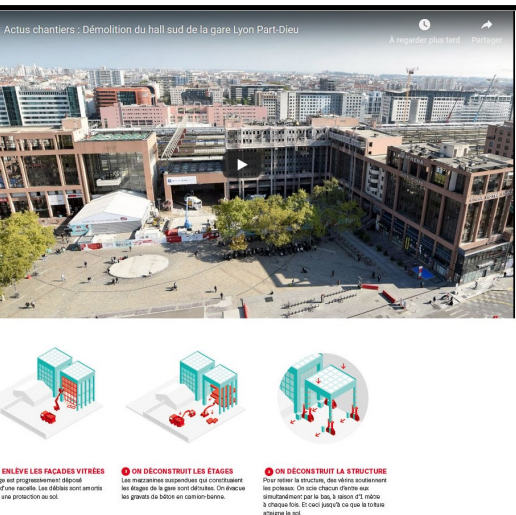 Actus chantiers : Démolition du hall sud de la gare Lyon Part-Dieu
À regarder plus tard
Partager
ENLÈVE LES FAÇADES VITRÉES
ge est progressivement déposé
d'une nacelle. Les déblais sont amortis
une protection au sol.
ON DÉCONSTRUIT LES ÉTAGES
Les mezzanines suspendues qui constituaient
les étages de la gare sont détruites. On évacue
les gravats de béton en camion-benne.
ON DÉCONSTRUIT LA STRUCTURE
Pour retirer la structure, des vérins soutiennent
les poteaux. On scie chacun d'entre eux
simultanément par le bas, à raison d'1 mètre
à chaque fois. Et ceci jusqu'à ce que la toiture
atteigne le sol.